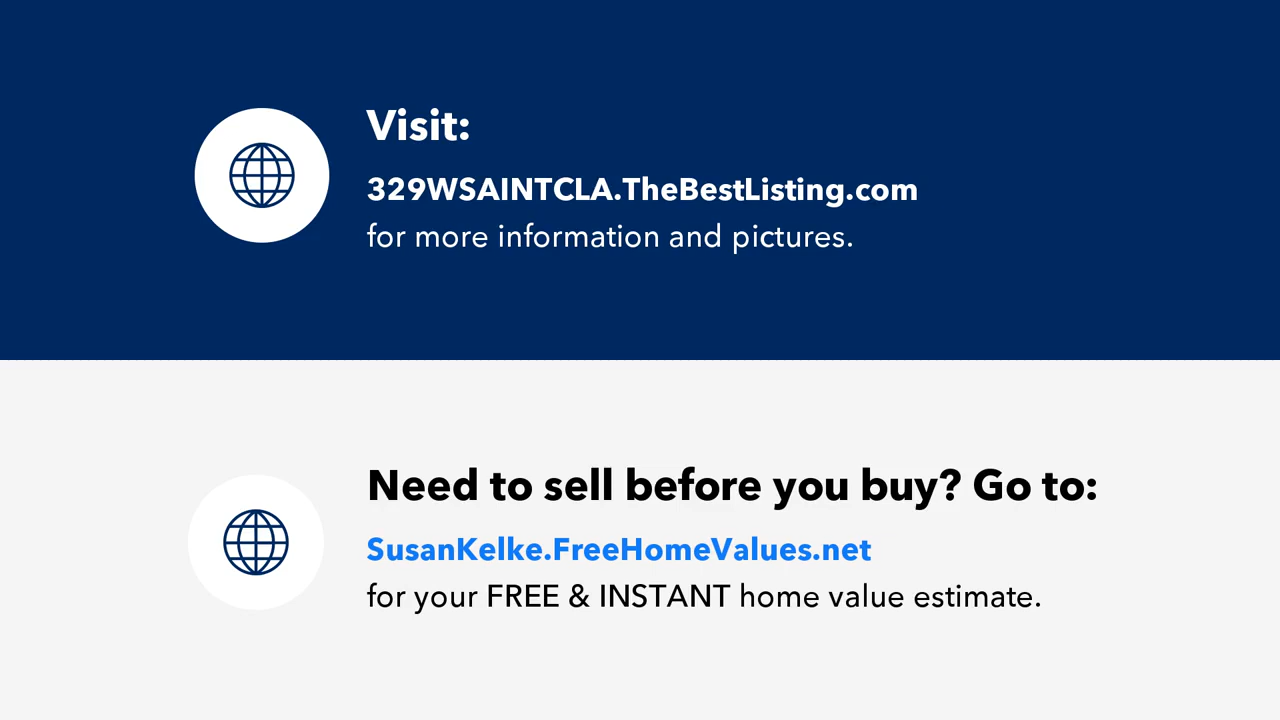 Visit:
329WSAINTCLA.TheBestListing.com
for more information and pictures.
Need to sell before you buy? Go to:
SusanKelke.FreeHomeValues.net
for your FREE & INSTANT home value estimate.